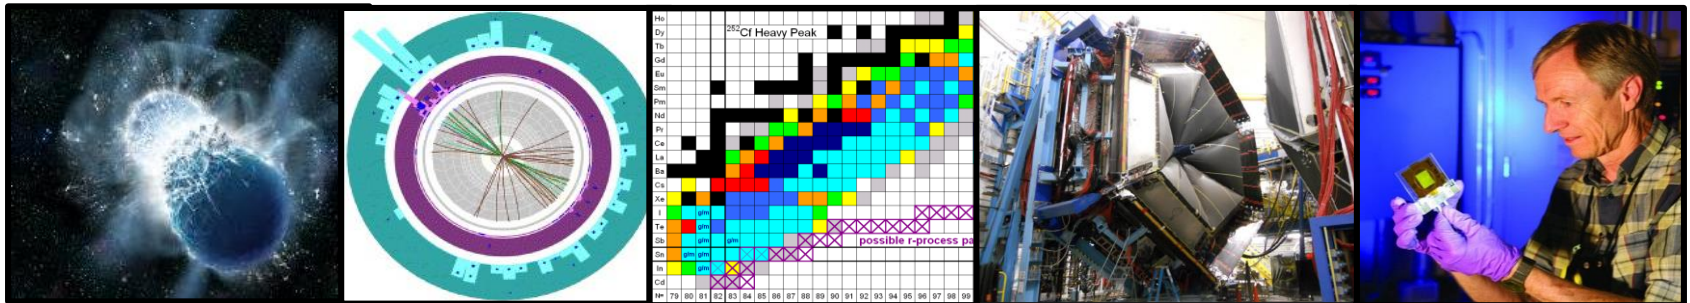 Ho
²⁵²Cf Heavy Peak
Dy
Tb
Gd
Eu
Sm
Pm
Nd
Pr
Ce
La
Ba
Cs
Xe
I g/m
Te
Sb g/m g/m
possible r-process pa
Sn g/m g/m
In g/m
Cd
N= 79 80 81 82 83 84 85 86 87 88 89 90 91 92 93 94 95 96 97 98 99